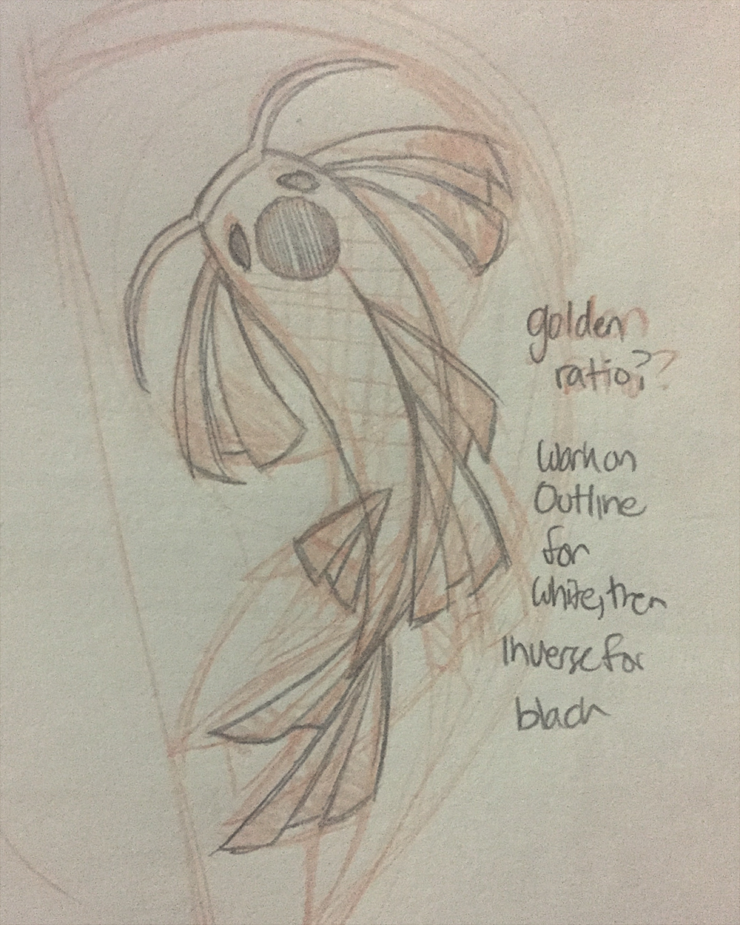 golden
ratio??
Work on
Outline
for
White, then
Inverse for
black